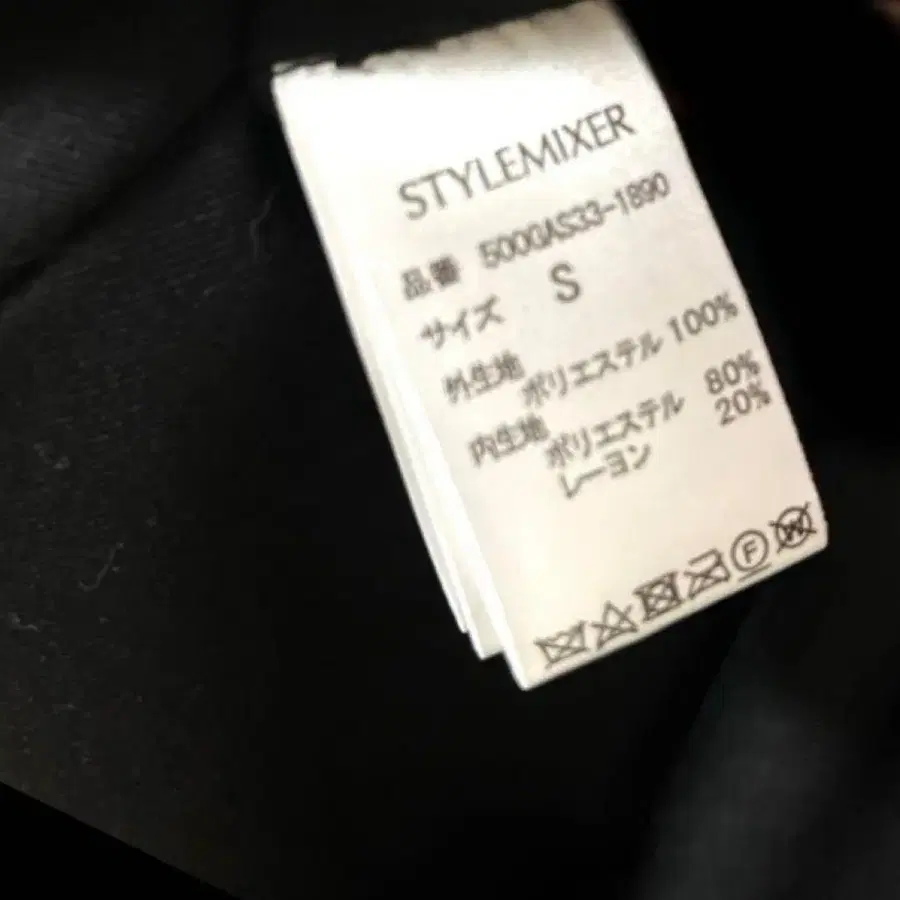 STYLEMIXER
品番 500GAS33-1890
サイズ S
外生地
ポリエステル 100%
内生地
ポリエステル 80%
レーヨン 20%
F
W